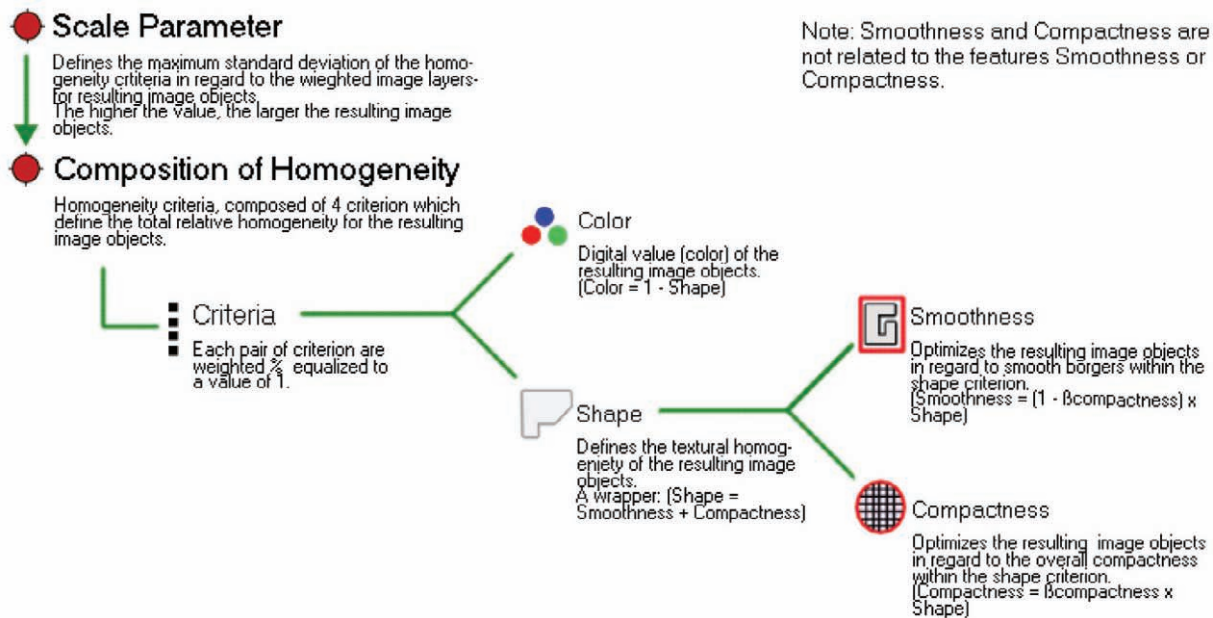 Scale Parameter
Defines the maximum standard deviation of the homo-
geneity crtiteria in regard to the wieghted image layers-
for resulting image objects.
The higher the value, the larger the resulting image
objects.
Note: Smoothness and Compactness are
not related to the features Smoothness or
Compactness.
Composition of Homogeneity
Homogeneity criteria, composed of 4 criterion which
define the total relative homogeneity for the resulting
image objects.
Color
Digital value (color) of the
resulting image objects.
(Color = 1 - Shape)
Criteria
Each pair of criterion are
weighted % equalized to
a value of 1.
Shape
Defines the textural homog-
eniety of the resulting image
objects.
A wrapper: (Shape =
Smoothness + Compactness)
Smoothness
Optimizes the resulting image objects
in regard to smooth borgers within the
shape criterion.
(Smoothness = (1 - ßcompactness) x
Shape)
Compactness
Optimizes the resulting image objects
in regard to the overall compactness
within the shape criterion.
(Compactness = ßcompactness x
Shape)